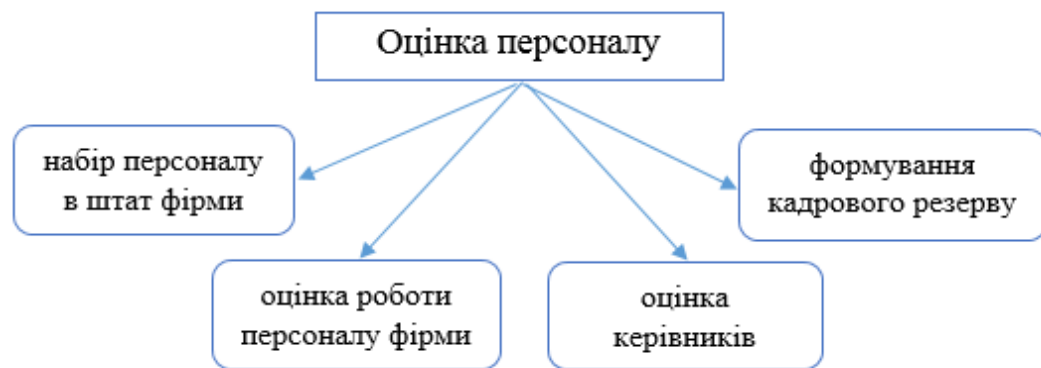 Оцінка персоналу
набір персоналу
в штат фірми
формування
кадрового резерву
оцінка роботи
персоналу фірми
оцінка
керівників